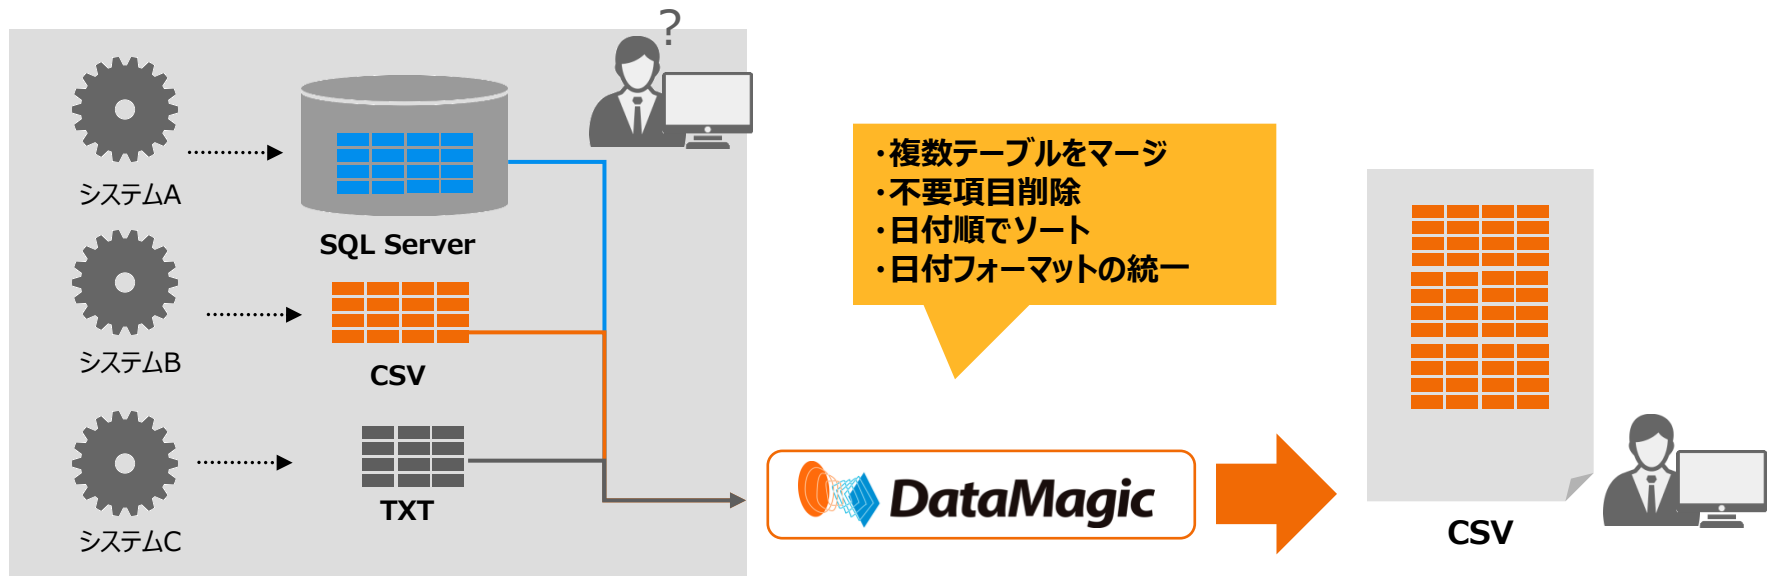 ?
システムA
SQL Server
システムB
CSV
システムC
TXT
・複数テーブルをマージ
・不要項目削除
・日付順でソート
・日付フォーマットの統一
DataMagic
CSV